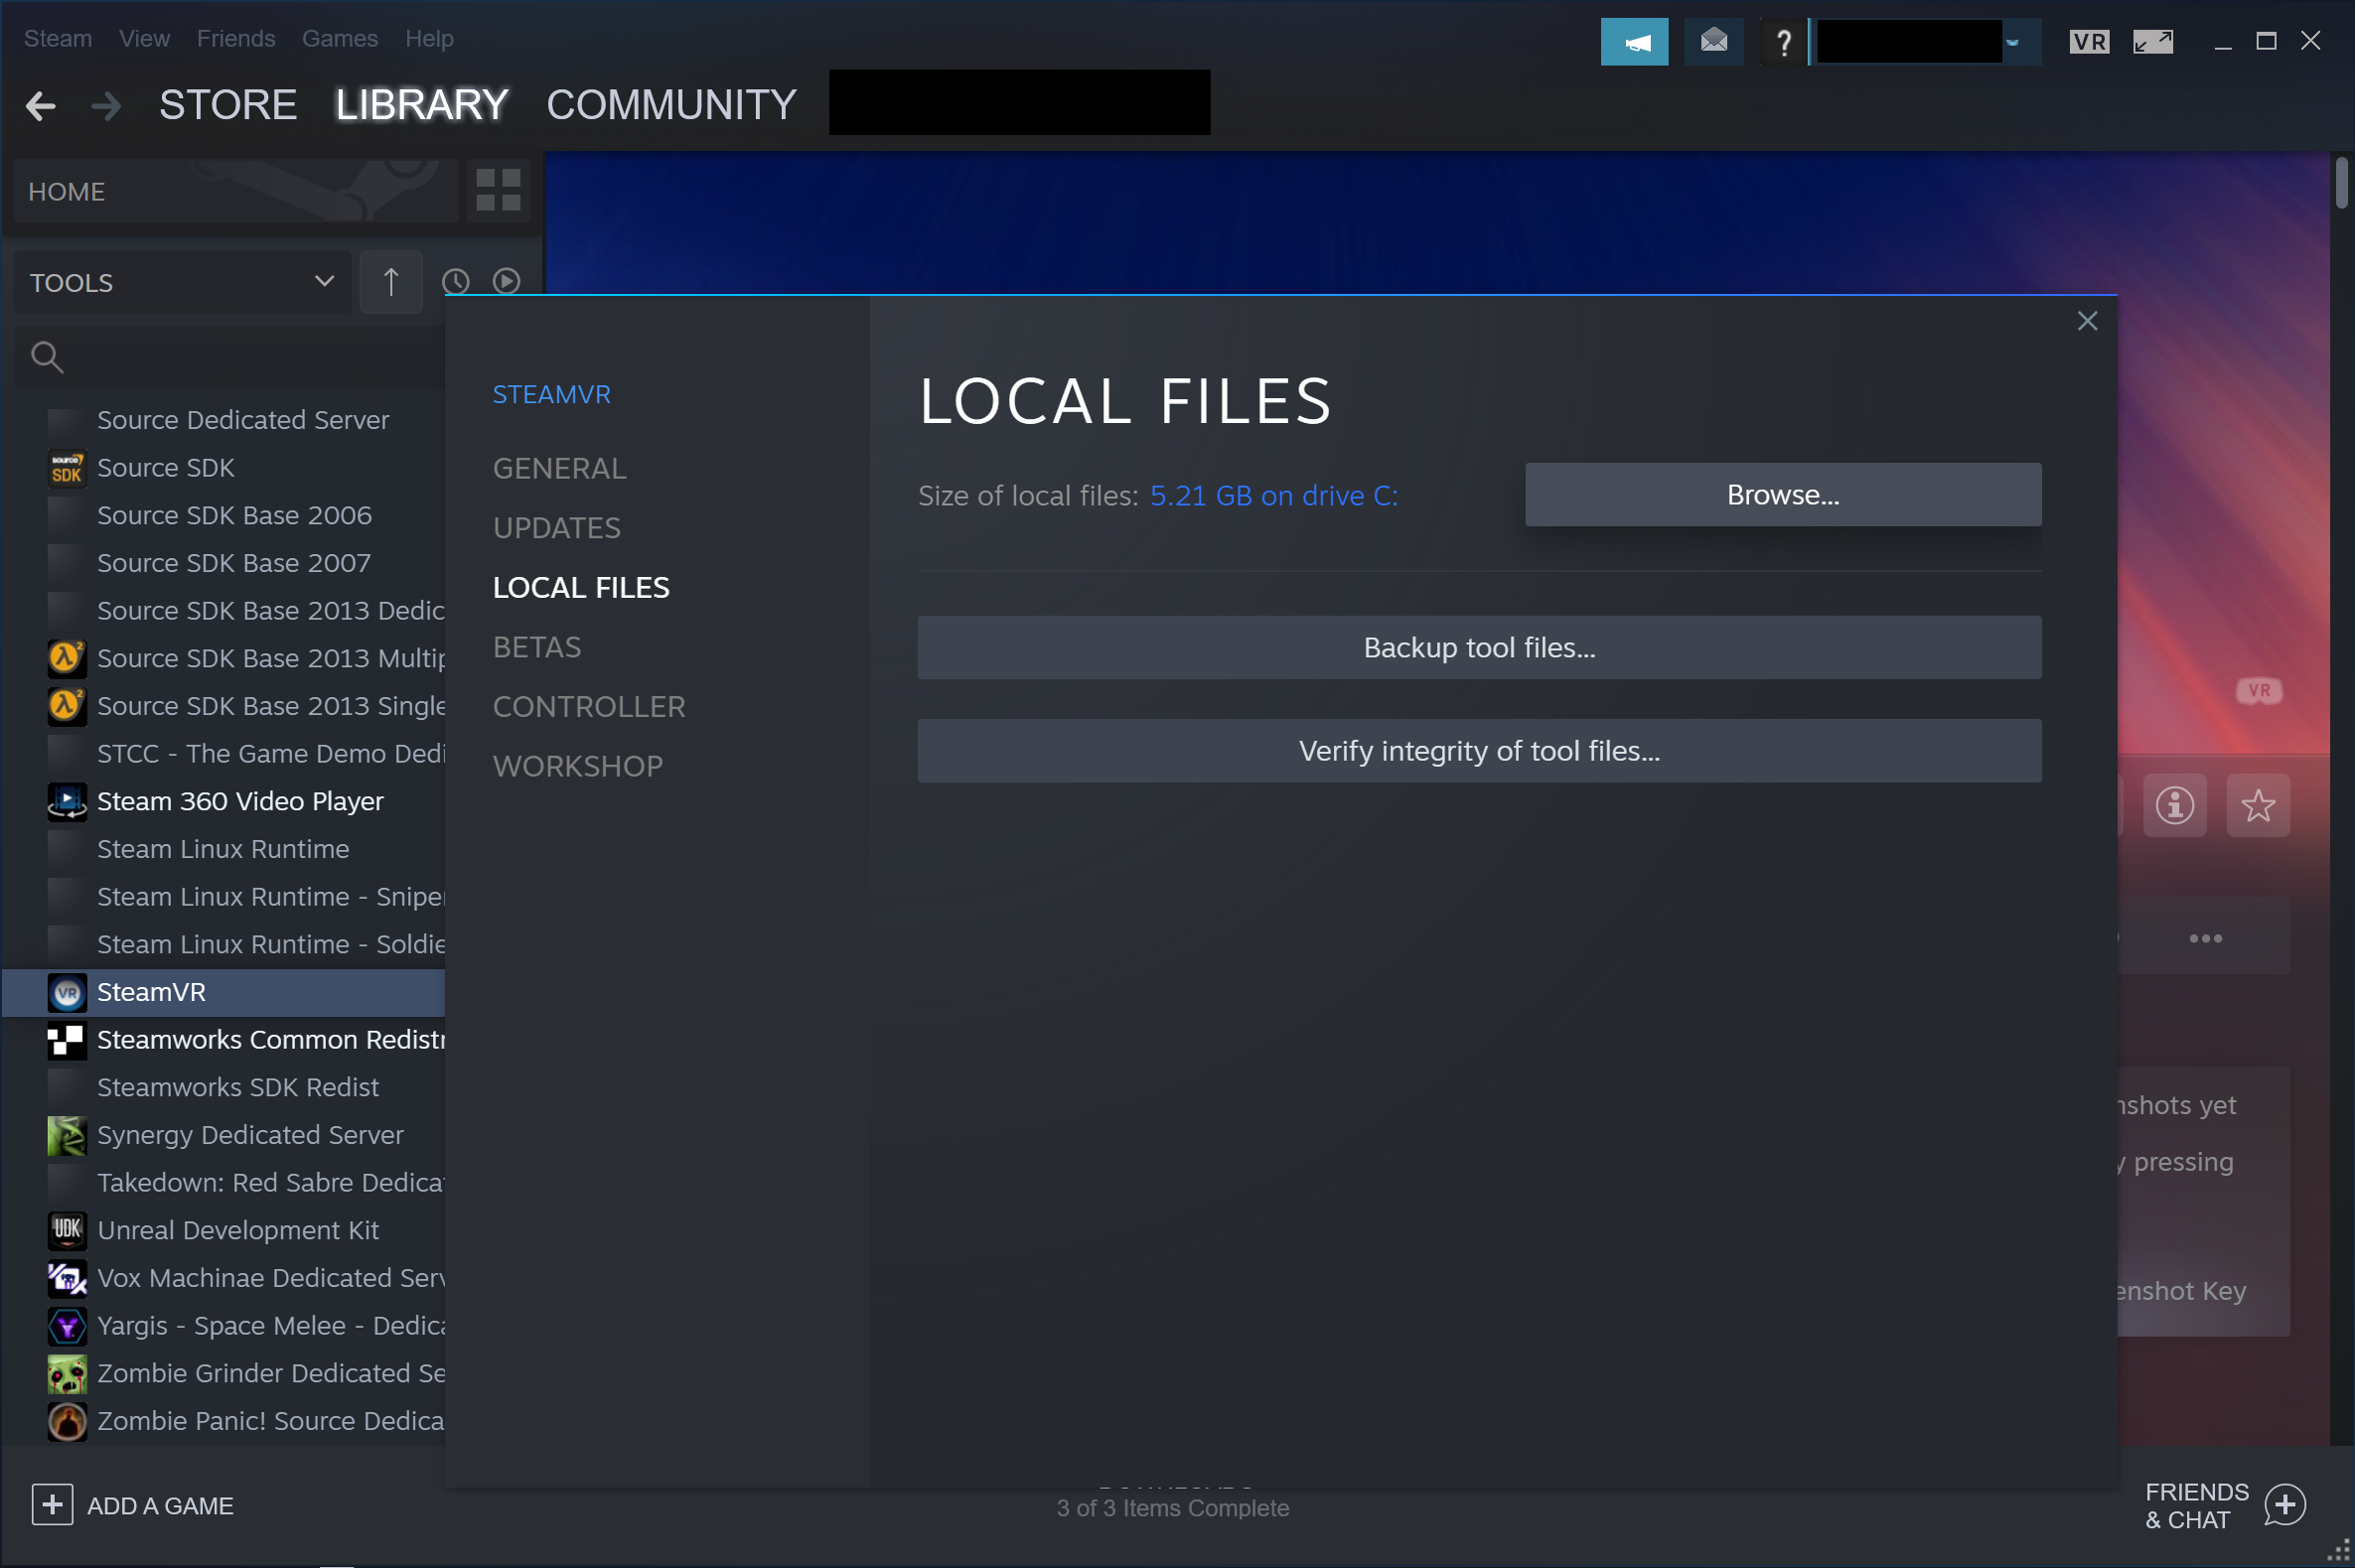 Steam View Friends Games Help
? VR
STORE LIBRARY COMMUNITY
HOME
TOOLS
Source Dedicated Server
source SDK Source SDK
Source SDK Base 2006
Source SDK Base 2007
Source SDK Base 2013 Dedic
Source SDK Base 2013 Multip
Source SDK Base 2013 Single
STCC - The Game Demo Dedi
Steam 360 Video Player
Steam Linux Runtime
Steam Linux Runtime - Sniper
Steam Linux Runtime - Soldie
VR SteamVR
Steamworks Common Redistr
Steamworks SDK Redist
Synergy Dedicated Server
Takedown: Red Sabre Dedicat
UDK Unreal Development Kit
Vox Machinae Dedicated Serv
Yargis - Space Melee - Dedica
Zombie Grinder Dedicated Se
Zombie Panic! Source Dedica
STEAMVR
GENERAL
UPDATES
LOCAL FILES
BETAS
CONTROLLER
WORKSHOP
LOCAL FILES
Size of local files: 5.21 GB on drive C:
Browse...
Backup tool files...
Verify integrity of tool files...
VR
nshots yet
y pressing
enshot Key
ADD A GAME
3 of 3 Items Complete
FRIENDS
& CHAT